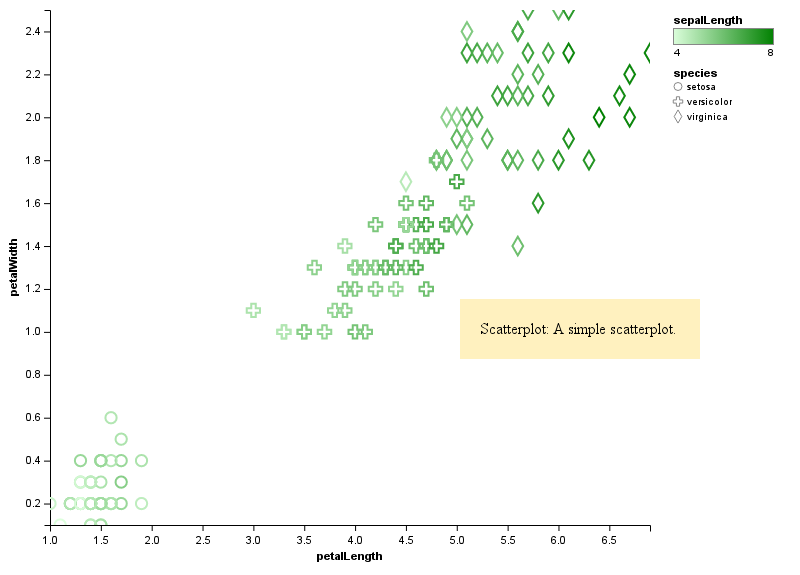 2.4
2.2
2.0
1.8
1.6
1.4
1.2
1.0
0.8
0.6
0.4
0.2
petalWidth
1.0 1.5 2.0 2.5 3.0 3.5 4.0 4.5 5.0 5.5 6.0 6.5
petalLength
sepalLength
4 8
species
setosa
versicolor
virginica
Scatterplot: A simple scatterplot.